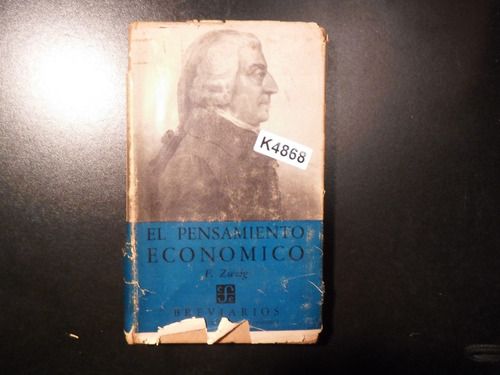 K4868
EL PENSAMIENTO
ECONOMICO
F. Zweig
BREVIARIOS